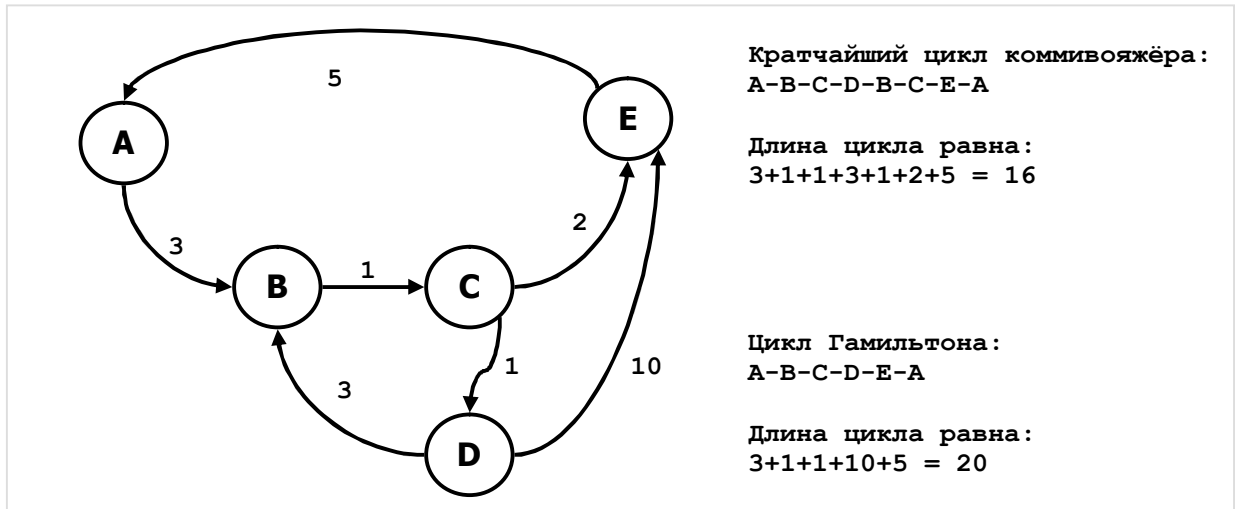 5
A
E
3
2
B
1
C
3
1
10
D
Кратчайший цикл коммивояжёра:
A-B-C-D-B-C-E-A
Длина цикла равна:
3+1+1+3+1+2+5 = 16
Цикл Гамильтона:
A-B-C-D-E-A
Длина цикла равна:
3+1+1+10+5 = 20